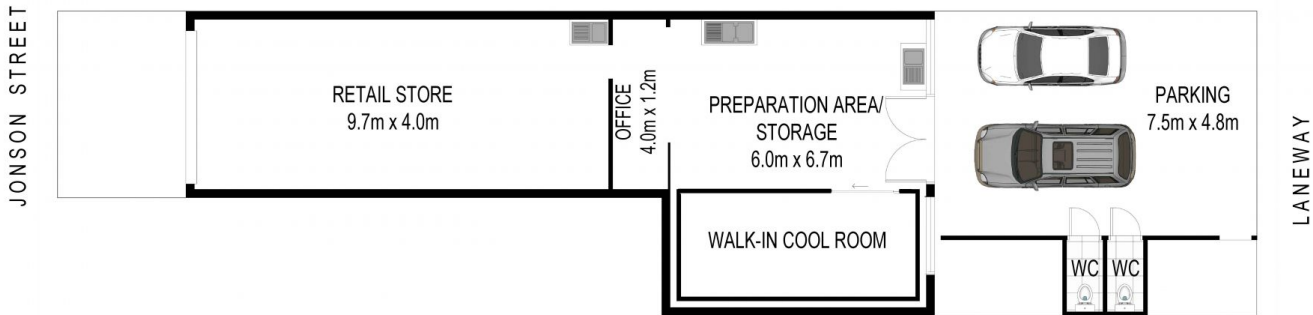 JONSON STREET
RETAIL STORE
9.7m x 4.0m
OFFICE
4.0m x 1.2m
PREPARATION AREA/
STORAGE
6.0m x 6.7m
WALK-IN COOL ROOM
PARKING
7.5m x 4.8m
WC
WC
LANEWAY